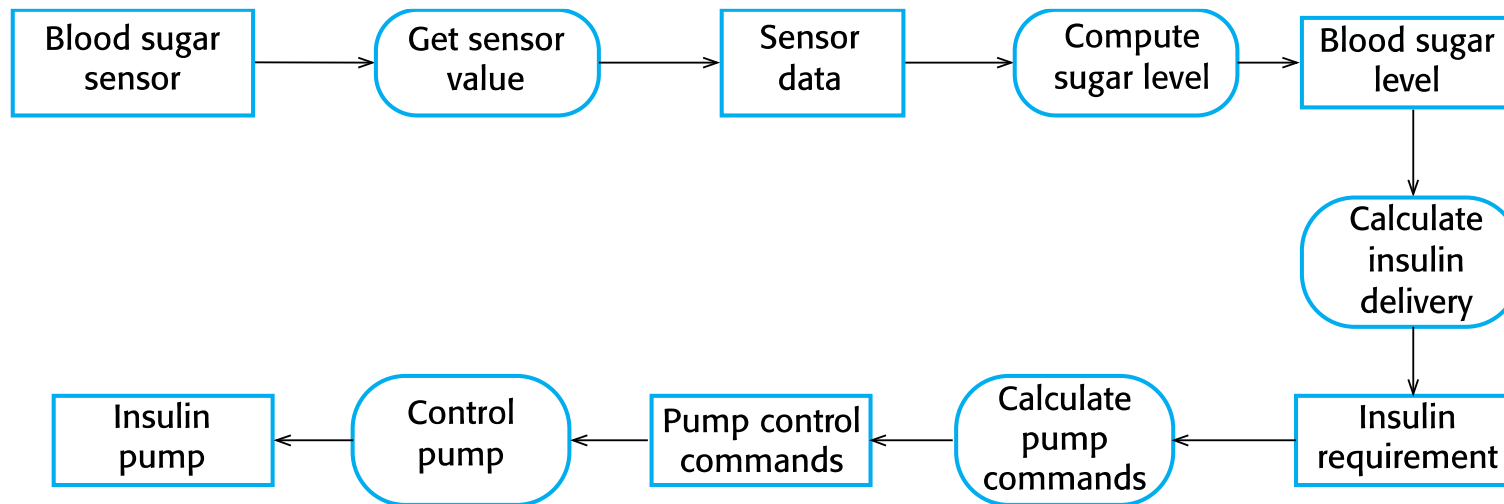 Blood sugar
sensor
Get sensor
value
Sensor
data
Compute
sugar level
Blood sugar
level
Calculate
insulin
delivery
Insulin
requirement
Calculate
pump
commands
Pump control
commands
Control
pump
Insulin
pump